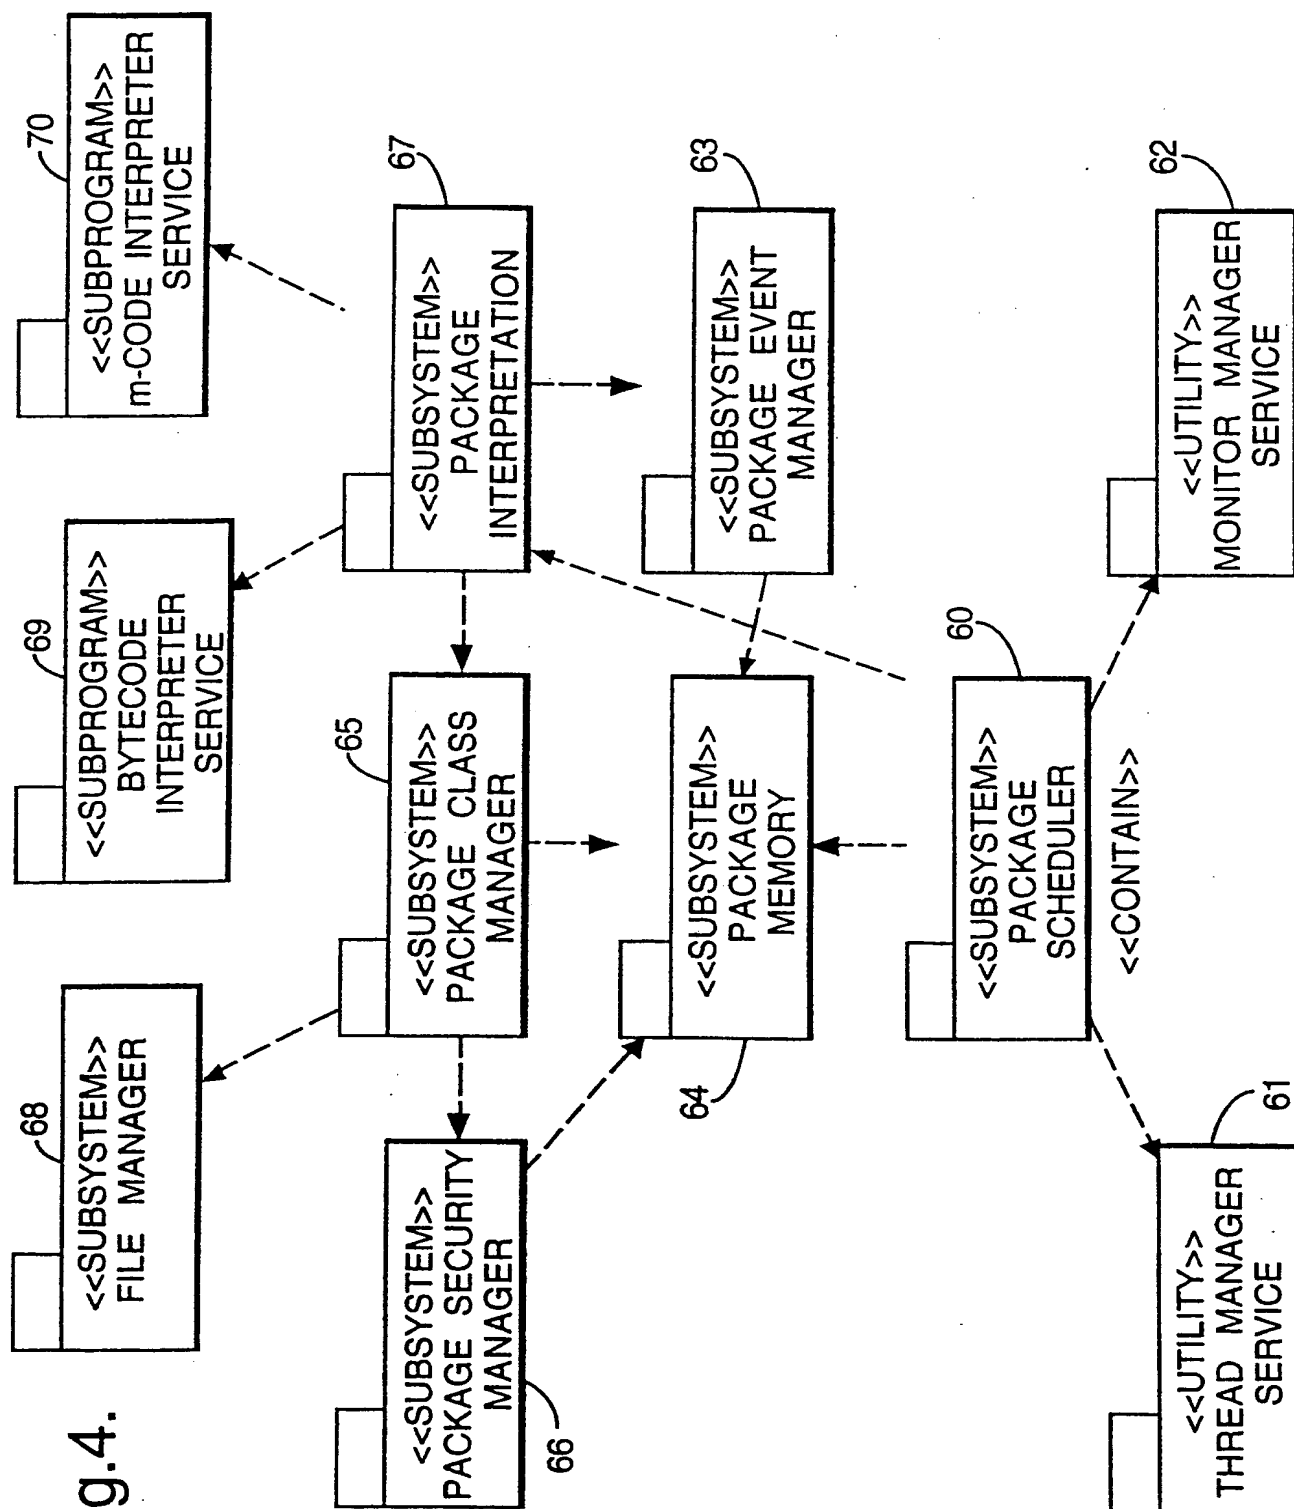 g.4.
68
<<SUBSYSTEM>>
FILE MANAGER
69
<<SUBPROGRAM>>
BYTECODE
INTERPRETER
SERVICE
70
<<SUBPROGRAM>>
m-CODE INTERPRETER
SERVICE
66
<<SUBSYSTEM>>
PACKAGE SECURITY
MANAGER
65
<<SUBSYSTEM>>
PACKAGE CLASS
MANAGER
67
<<SUBSYSTEM>>
PACKAGE
INTERPRETATION
64
<<SUBSYSTEM>>
PACKAGE
MEMORY
63
<<SUBSYSTEM>>
PACKAGE EVENT
MANAGER
60
<<SUBSYSTEM>>
PACKAGE
SCHEDULER
<<CONTAIN>>
61
<<UTILITY>>
THREAD MANAGER
SERVICE
62
<<UTILITY>>
MONITOR MANAGER
SERVICE